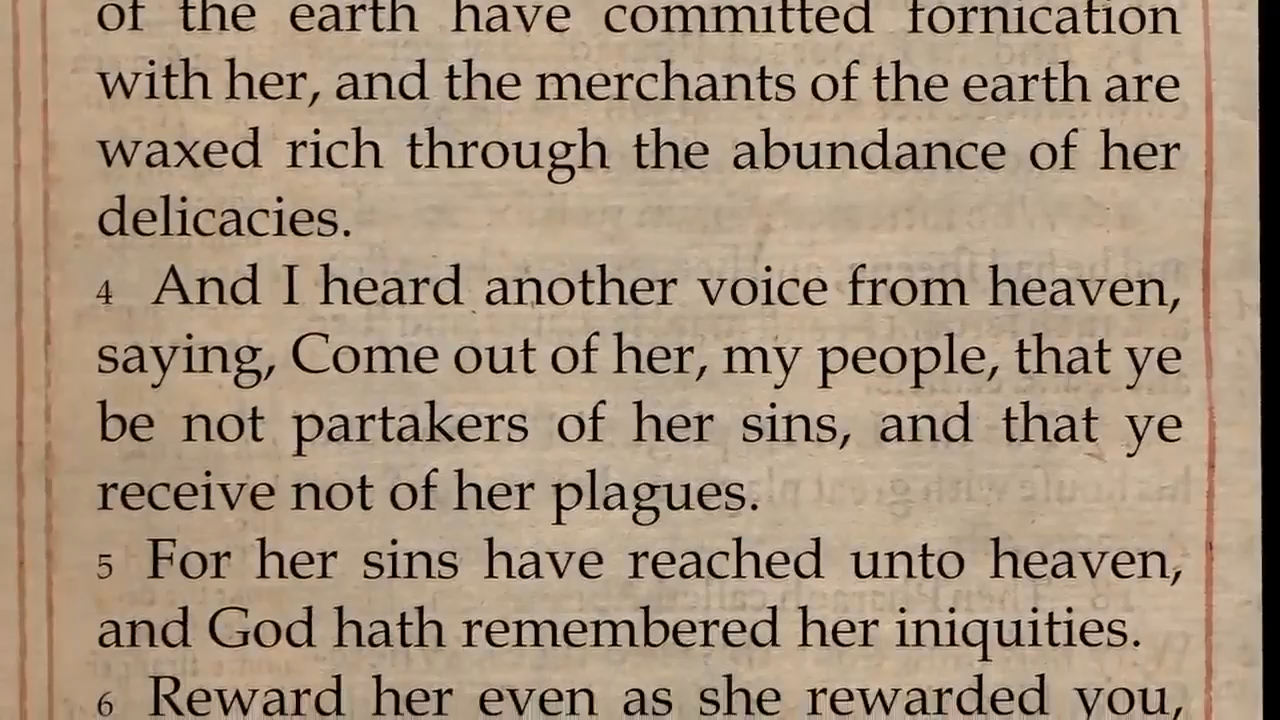 of the earth have committed fornication
with her, and the merchants of the earth are
waxed rich through the abundance of her
delicacies.
4 And I heard another voice from heaven,
saying, Come out of her, my people, that ye
be not partakers of her sins, and that ye
receive not of her plagues.
5 For her sins have reached unto heaven,
and God hath remembered her iniquities.
6 Reward her even as she rewarded you,